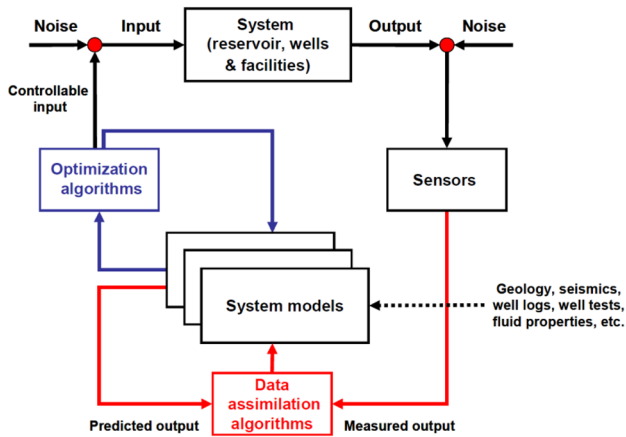 Noise
Input
System
(reservoir, wells
& facilities)
Output
Noise
Controllable
input
Optimization
algorithms
Sensors
System models
Geology, seismics,
well logs, well tests,
fluid properties, etc.
Data
assimilation
algorithms
Predicted output
Measured output